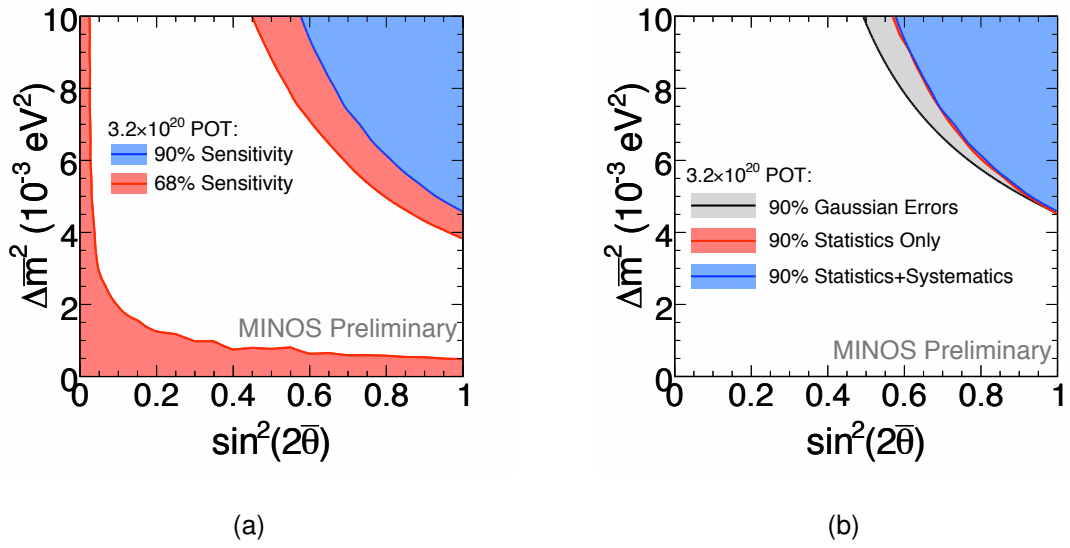 Δm̅² (10⁻³ eV²)
10
8
6
4
2
0
3.2×10²⁰ POT:
90% Sensitivity
68% Sensitivity
MINOS Preliminary
0 0.2 0.4 0.6 0.8 1
sin²(2θ̅)
(a)
Δm̅² (10⁻³ eV²)
10
8
6
4
2
0
3.2×10²⁰ POT:
90% Gaussian Errors
90% Statistics Only
90% Statistics+Systematics
MINOS Preliminary
0 0.2 0.4 0.6 0.8 1
sin²(2θ̅)
(b)